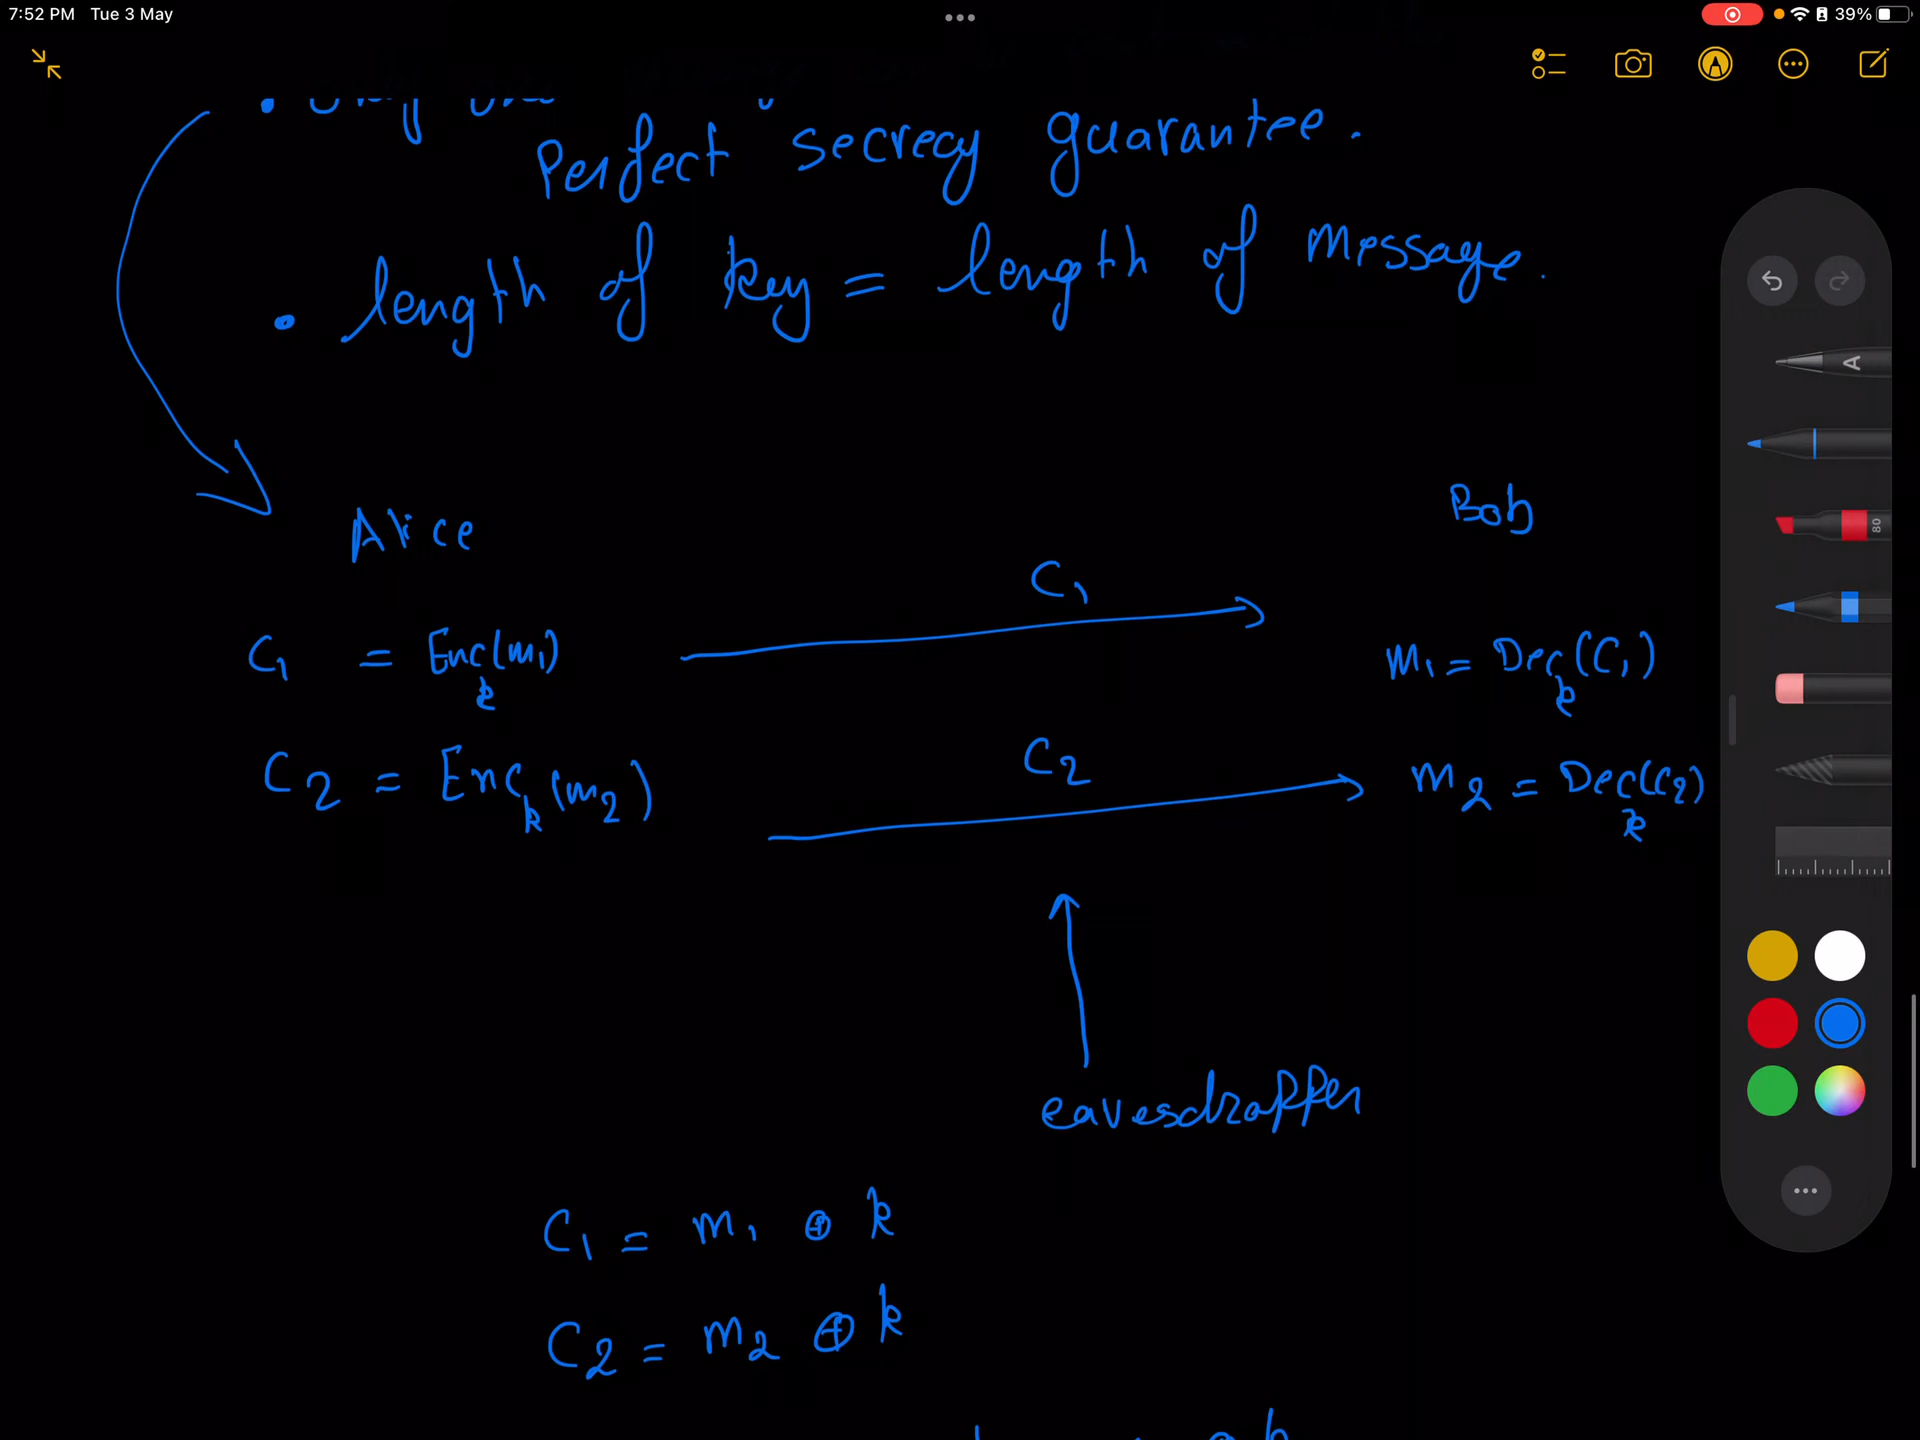 7:52 PM Tue 3 May
39%
Perfect secrecy guarantee.
• length of key = length of message.
Alice
Bob
C₁
C₁ = Encₖ(m₁)
m₁ = Decₖ(C₁)
C₂
C₂ = Encₖ(m₂)
m₂ = Decₖ(C₂)
eavesdropper
C₁ = m₁ ⊕ k
C₂ = m₂ ⊕ k
A
80